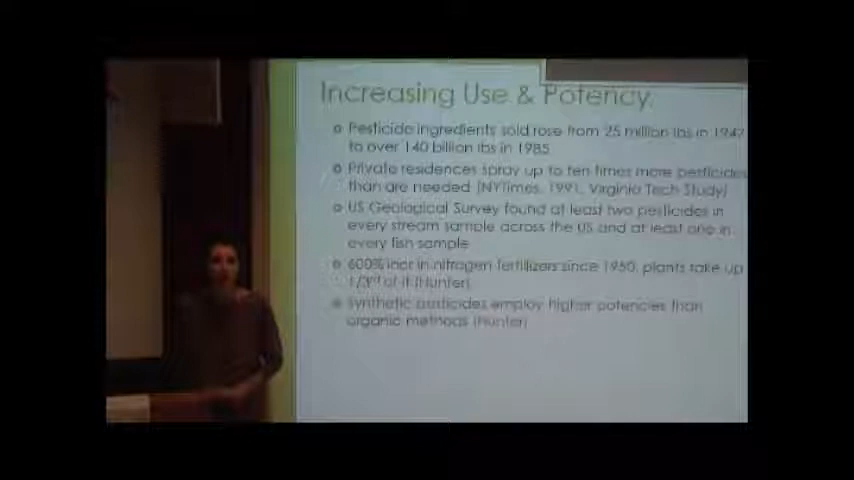 Increasing Use & Potency
Pesticide ingredients sold rose from 25 million lbs in 1947
to over 140 billion lbs in 1985
Private residences spray up to ten times more pesticides
than are needed (NYTimes, 1991, Virginia Tech Study)
US Geological Survey found at least two pesticides in
every stream sample across the US and at least one in
every fish sample
600% incr in nitrogen fertilizers since 1950, plants take up
1/3rd of it (Hunter)
Synthetic pesticides employ higher potencies than
organic methods (Hunter)